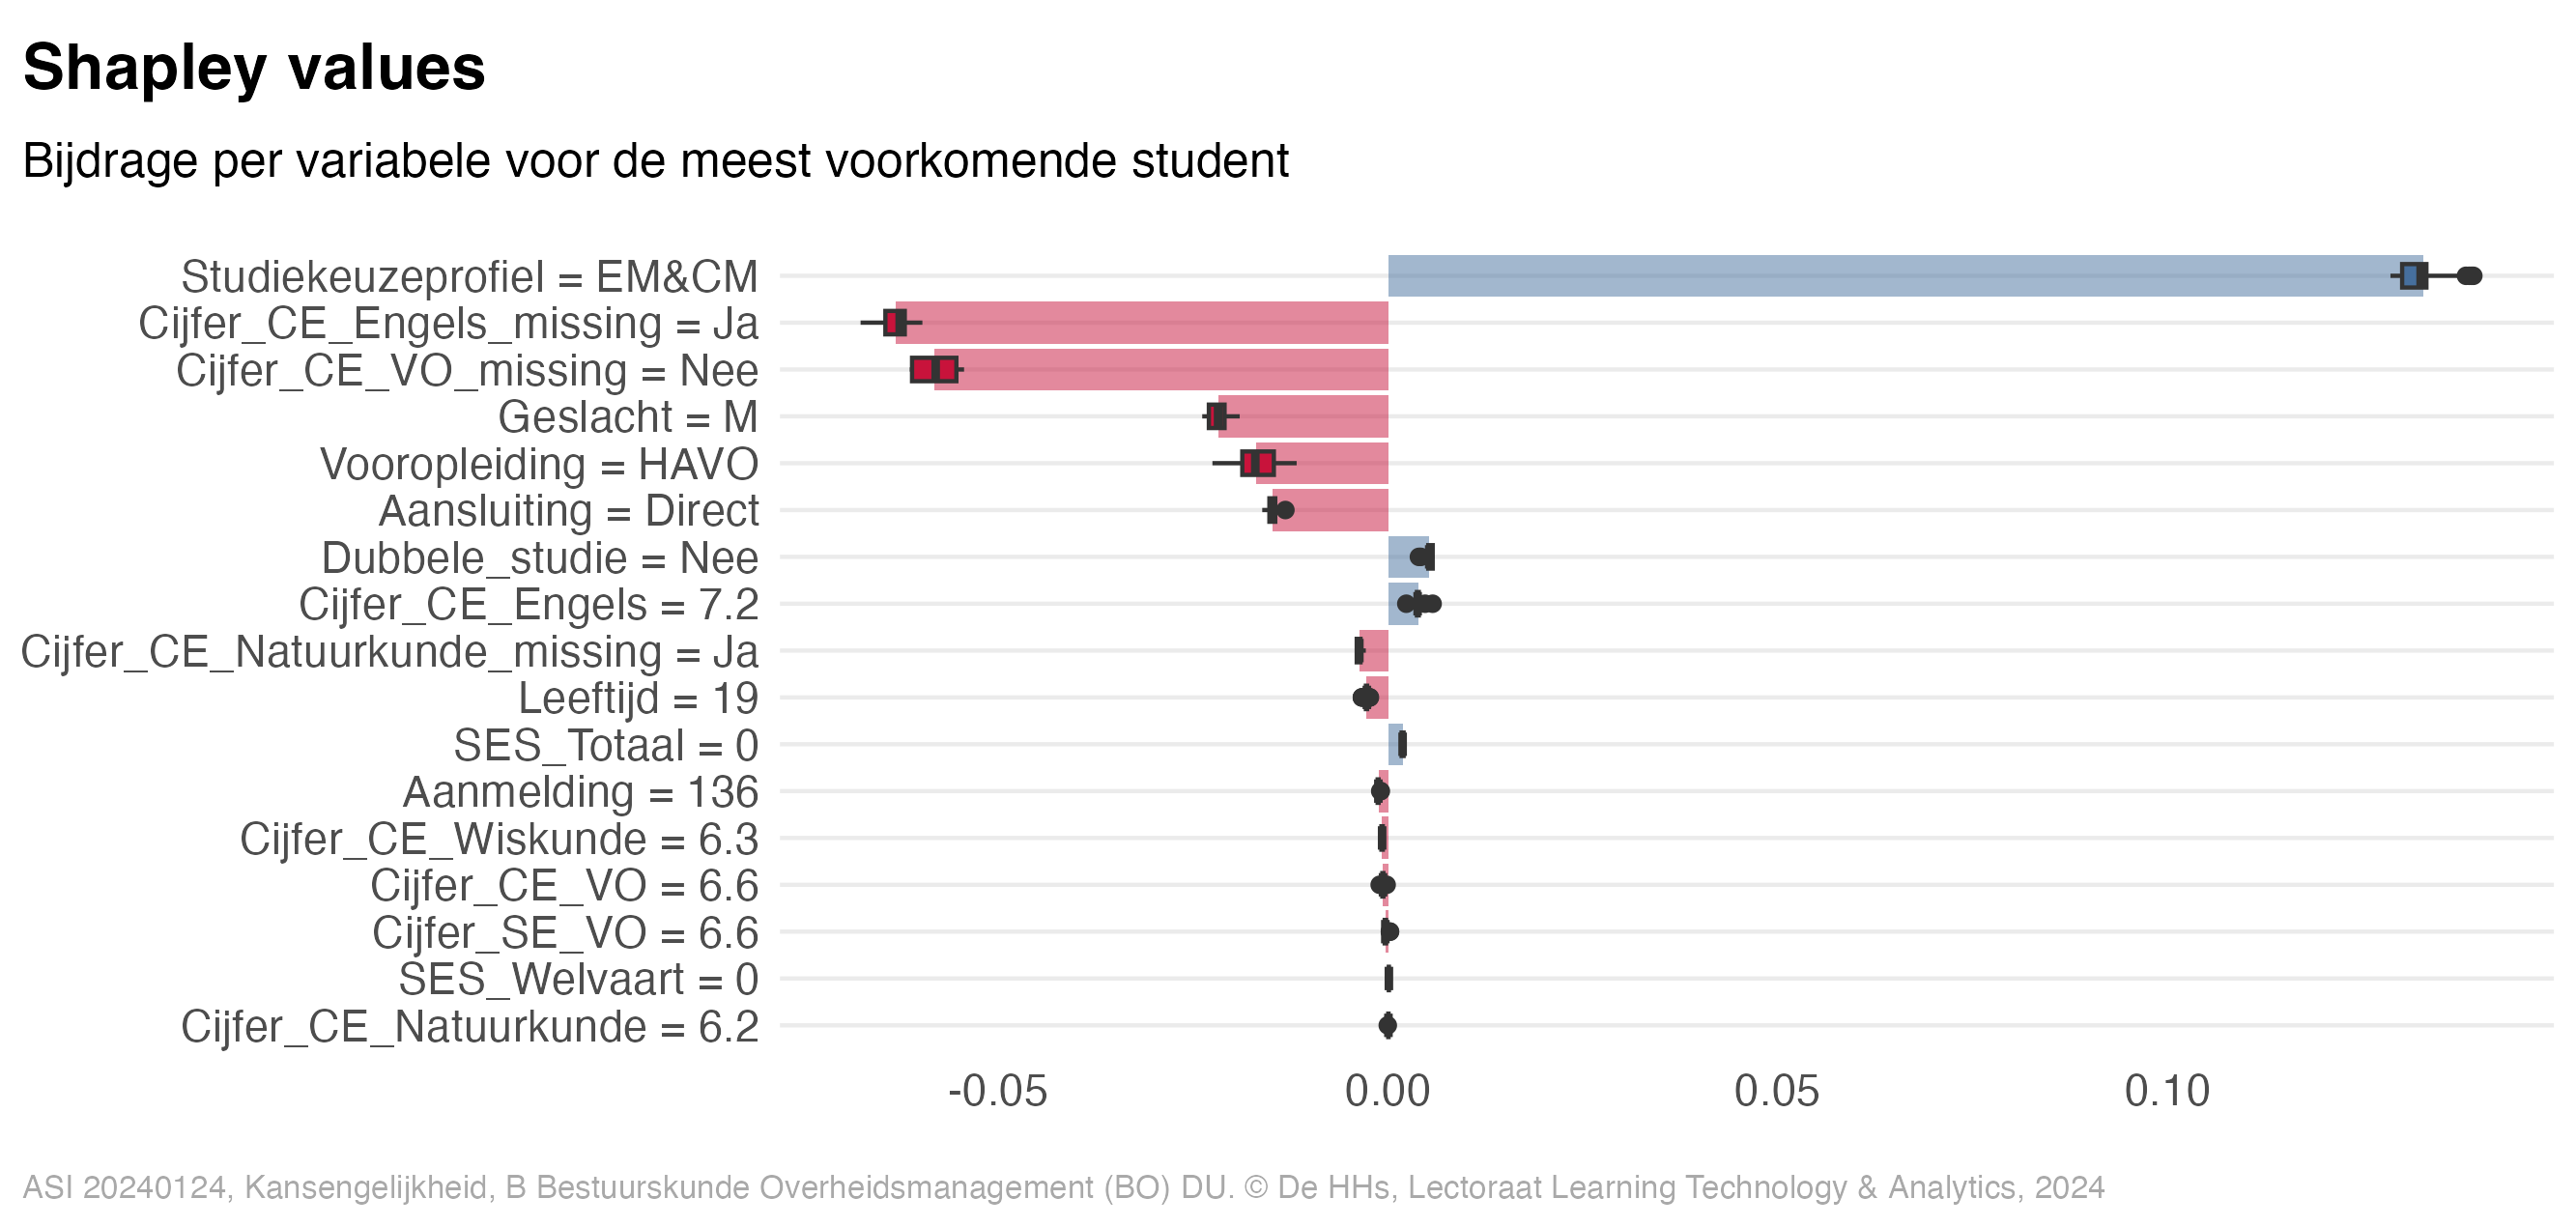 Shapley values
Bijdrage per variabele voor de meest voorkomende student
Studiekeuzeprofiel = EM&CM
Cijfer_CE_Engels_missing = Ja
Cijfer_CE_VO_missing = Nee
Geslacht = M
Vooropleiding = HAVO
Aansluiting = Direct
Dubbele_studie = Nee
Cijfer_CE_Engels = 7.2
Cijfer_CE_Natuurkunde_missing = Ja
Leeftijd = 19
SES_Totaal = 0
Aanmelding = 136
Cijfer_CE_Wiskunde = 6.3
Cijfer_CE_VO = 6.6
Cijfer_SE_VO = 6.6
SES_Welvaart = 0
Cijfer_CE_Natuurkunde = 6.2
-0.05 0.00 0.05 0.10
ASI 20240124, Kansengelijkheid, B Bestuurskunde Overheidsmanagement (BO) DU. © De HHs, Lectoraat Learning Technology & Analytics, 2024